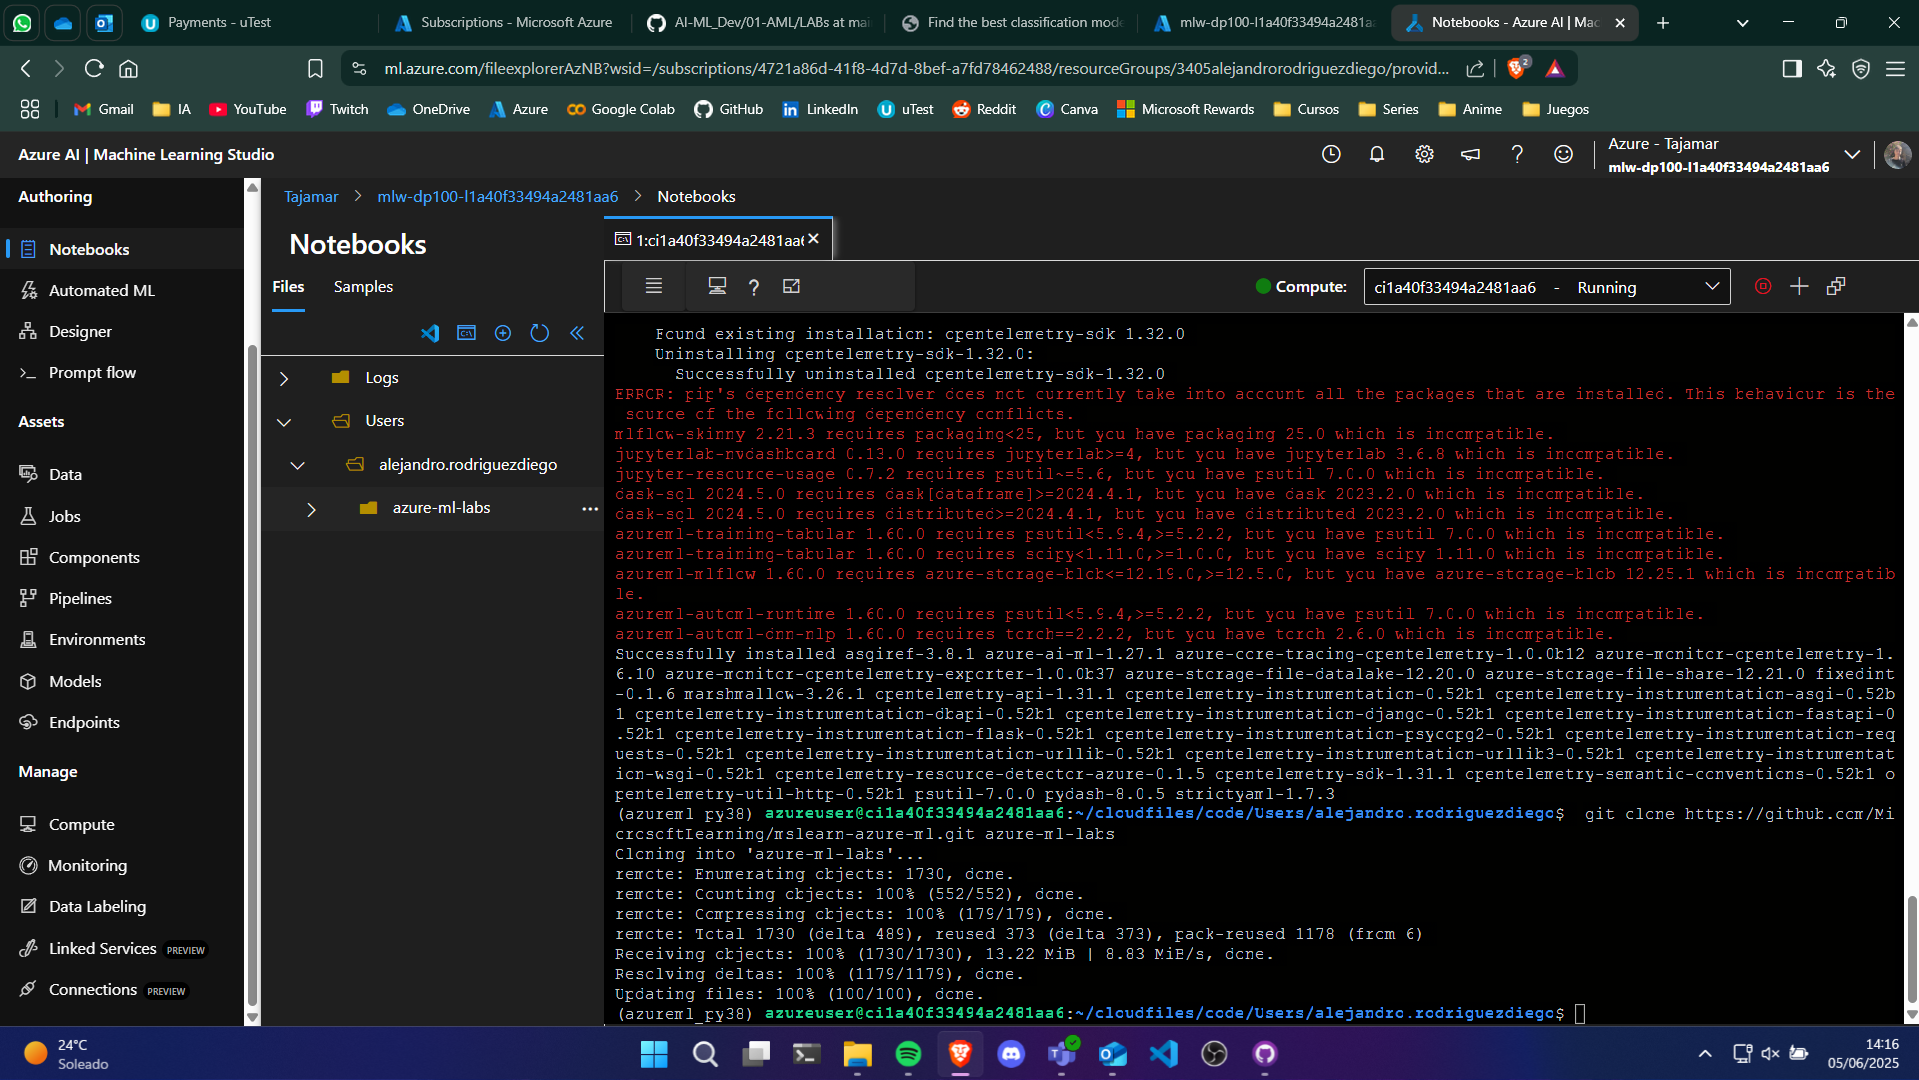 Payments - uTest
Subscriptions - Microsoft Azure
AI-ML_Dev/01-AML/LABs at mai
Find the best classification mode
mlw-dp100-l1a40f33494a2481aa
Notebooks - Azure AI | Mac
ml.azure.com/fileexplorerAzNB?wsid=/subscriptions/4721a86d-41f8-4d7d-8bef-a7fd78462488/resourceGroups/3405alejandrorodriguezdiego/provid...
2
Gmail
IA
YouTube
Twitch
OneDrive
Azure
Google Colab
GitHub
LinkedIn
uTest
Reddit
Canva
Microsoft Rewards
Cursos
Series
Anime
Juegos
Azure AI | Machine Learning Studio
Azure - Tajamar
mlw-dp100-l1a40f33494a2481aa6
Authoring
Notebooks
Automated ML
Designer
Prompt flow
Assets
Data
Jobs
Components
Pipelines
Environments
Models
Endpoints
Manage
Compute
Monitoring
Data Labeling
Linked Services PREVIEW
Connections PREVIEW
Tajamar > mlw-dp100-l1a40f33494a2481aa6 > Notebooks
Notebooks
Files
Samples
Logs
Users
alejandro.rodriguezdiego
azure-ml-labs
1:ci1a40f33494a2481aa6
Compute:
ci1a40f33494a2481aa6 - Running
Found existing installation: opentelemetry-sdk 1.32.0
Uninstalling opentelemetry-sdk-1.32.0:
Successfully uninstalled opentelemetry-sdk-1.32.0
ERROR: pip's dependency resolver does not currently take into account all the packages that are installed. This behaviour is the
source of the following dependency conflicts.
mlflow-skinny 2.21.3 requires packaging<25, but you have packaging 25.0 which is incompatible.
jupyterlab-nvdashboard 0.13.0 requires jupyterlab>=4, but you have jupyterlab 3.6.8 which is incompatible.
jupyter-resource-usage 0.7.2 requires psutil~=5.6, but you have psutil 7.0.0 which is incompatible.
dask-sql 2024.5.0 requires dask[dataframe]>=2024.4.1, but you have dask 2023.2.0 which is incompatible.
dask-sql 2024.5.0 requires distributed>=2024.4.1, but you have distributed 2023.2.0 which is incompatible.
azureml-training-tabular 1.60.0 requires psutil<5.9.4,>=5.2.2, but you have psutil 7.0.0 which is incompatible.
azureml-training-tabular 1.60.0 requires scipy<1.11.0,>=1.0.0, but you have scipy 1.11.0 which is incompatible.
azureml-mlflow 1.60.0 requires azure-storage-blob<=12.19.0,>=12.5.0, but you have azure-storage-blob 12.25.1 which is incompatib
le.
azureml-automl-runtime 1.60.0 requires psutil<5.9.4,>=5.2.2, but you have psutil 7.0.0 which is incompatible.
azureml-automl-dnn-nlp 1.60.0 requires torch==2.2.2, but you have torch 2.6.0 which is incompatible.
Successfully installed asgiref-3.8.1 azure-ai-ml-1.27.1 azure-core-tracing-opentelemetry-1.0.0b12 azure-monitor-opentelemetry-1.
6.10 azure-monitor-opentelemetry-exporter-1.0.0b37 azure-storage-file-datalake-12.20.0 azure-storage-file-share-12.21.0 fixedint
-0.1.6 marshmallow-3.26.1 opentelemetry-api-1.31.1 opentelemetry-instrumentation-0.52b1 opentelemetry-instrumentation-asgi-0.52b
1 opentelemetry-instrumentation-dbapi-0.52b1 opentelemetry-instrumentation-django-0.52b1 opentelemetry-instrumentation-fastapi-0
.52b1 opentelemetry-instrumentation-flask-0.52b1 opentelemetry-instrumentation-psycopg2-0.52b1 opentelemetry-instrumentation-req
uests-0.52b1 opentelemetry-instrumentation-urllib-0.52b1 opentelemetry-instrumentation-urllib3-0.52b1 opentelemetry-instrumentat
ion-wsgi-0.52b1 opentelemetry-resource-detector-azure-0.1.5 opentelemetry-sdk-1.31.1 opentelemetry-semantic-conventions-0.52b1 o
pentelemetry-util-http-0.52b1 psutil-7.0.0 pydash-8.0.5 strictyaml-1.7.3
(azureml_py38) azureuser@ci1a40f33494a2481aa6:~/cloudfiles/code/Users/alejandro.rodriguezdiego$ git clone https://github.com/Mi
crosoftLearning/mslearn-azure-ml.git azure-ml-labs
Cloning into 'azure-ml-labs'...
remote: Enumerating objects: 1730, done.
remote: Counting objects: 100% (552/552), done.
remote: Compressing objects: 100% (179/179), done.
remote: Total 1730 (delta 489), reused 373 (delta 373), pack-reused 1178 (from 6)
Receiving objects: 100% (1730/1730), 13.22 MiB | 8.83 MiB/s, done.
Resolving deltas: 100% (1179/1179), done.
Updating files: 100% (100/100), done.
(azureml_py38) azureuser@ci1a40f33494a2481aa6:~/cloudfiles/code/Users/alejandro.rodriguezdiego$
24°C
Soleado
14:16
05/06/2025